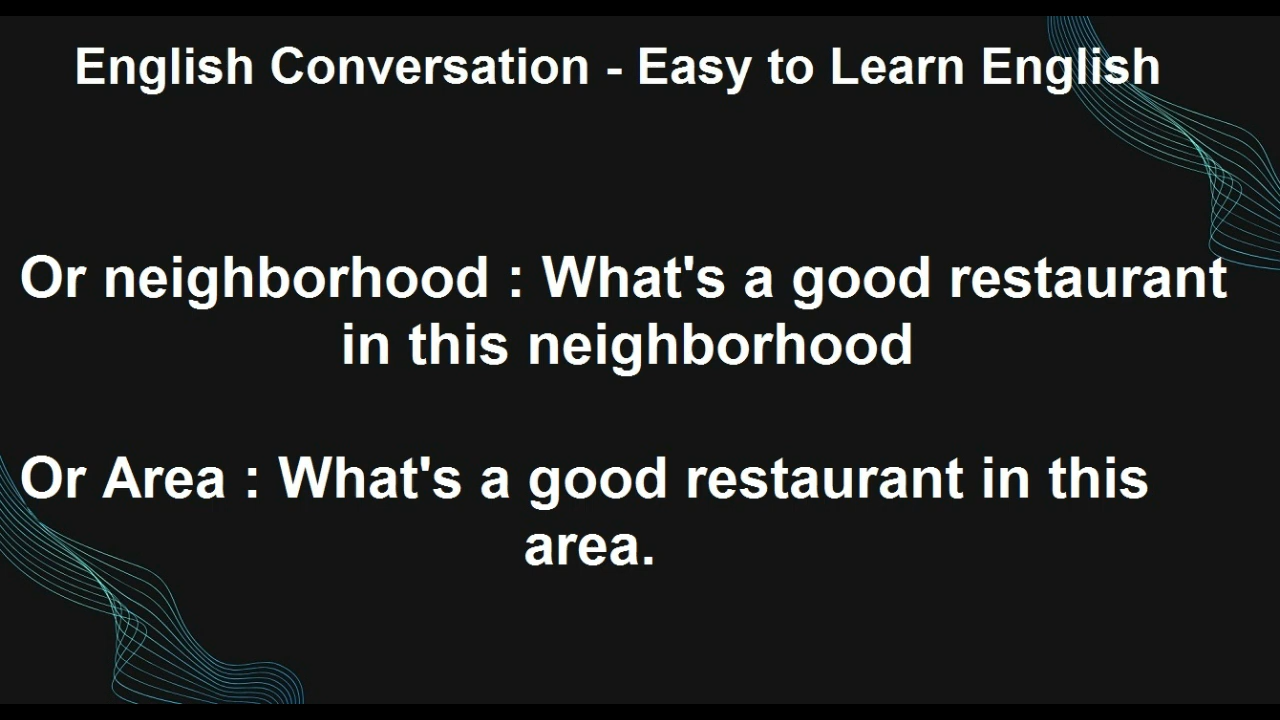 English Conversation - Easy to Learn English
Or neighborhood : What's a good restaurant
in this neighborhood
Or Area : What's a good restaurant in this
area.